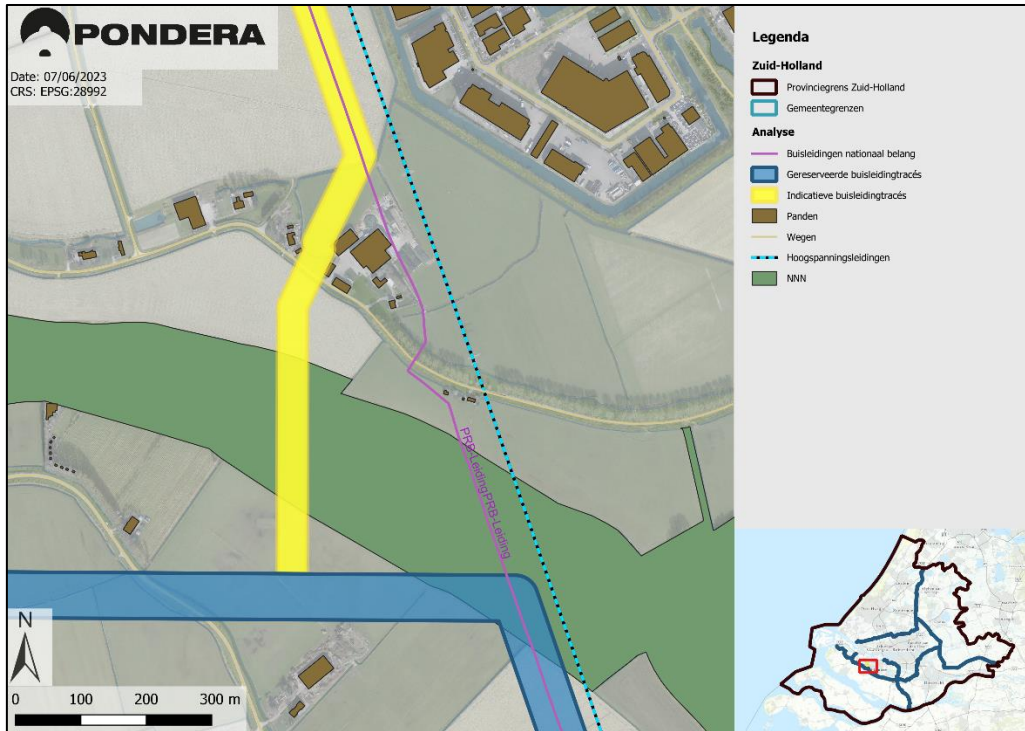 PONDERA
Date: 07/06/2023
CRS: EPSG:28992
PRB-Leiding
PRB-Leiding
N
0 100 200 300 m
Legenda
Zuid-Holland
Provinciegrens Zuid-Holland
Gemeentegrenzen
Analyse
Buisleidingen nationaal belang
Gereserveerde buisleidingtracés
Indicatieve buisleidingtracés
Panden
Wegen
Hoogspanningsleidingen
NNN